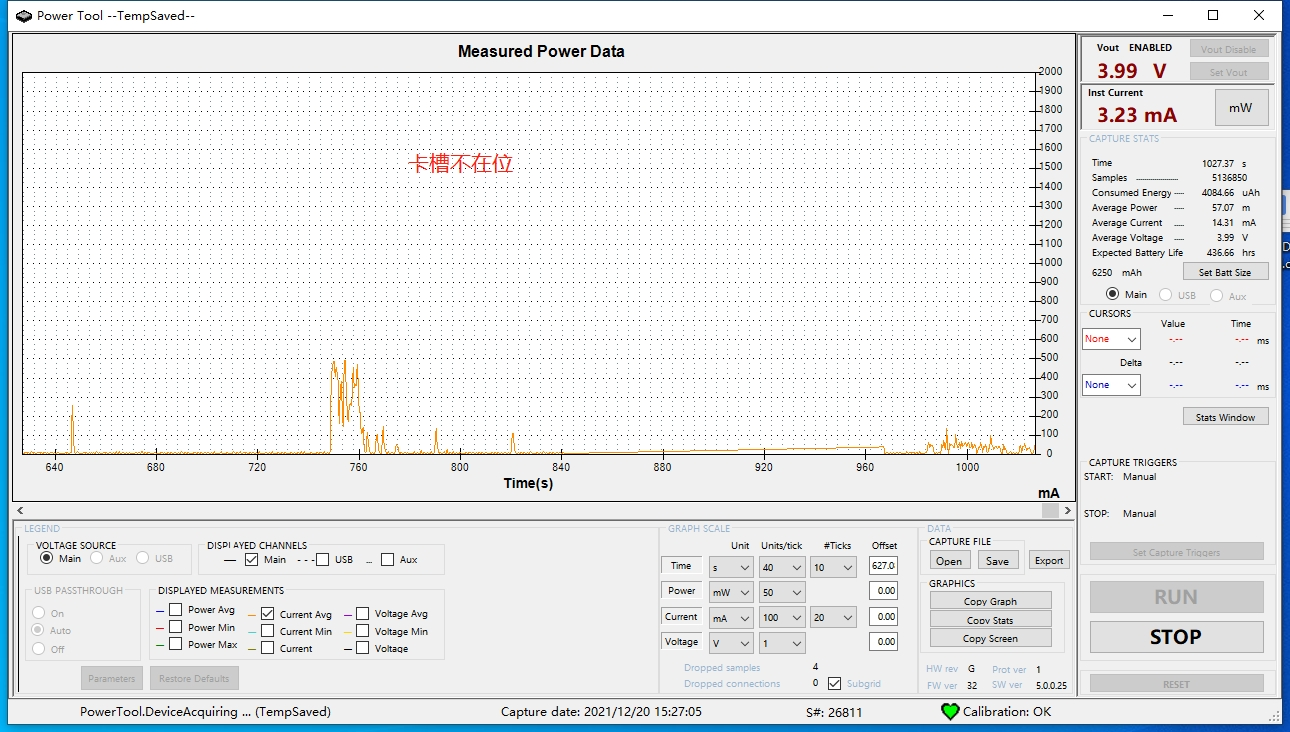 Power Tool --TempSaved--
Measured Power Data
2000
1900
1800
1700
1600
1500
1400
1300
1200
1100
1000
900
800
700
600
500
400
300
200
100
0
卡槽不在位
640 680 720 760 800 840 880 920 960 1000
Time(s)
mA
Vout ENABLED
3.99 V
Vout Disable
Set Vout
Inst Current
3.23 mA
mW
CAPTURE STATS
Time 1027.37 s
Samples 5136850
Consumed Energy 4084.66 uAh
Average Power 57.07 m
Average Current 14.31 mA
Average Voltage 3.99 V
Expected Battery Life 436.66 hrs
6250 mAh Set Batt Size
Main USB Aux
CURSORS
Value Time
None -.-- -.-- ms
Delta -.-- -.--
None -.-- -.-- ms
Stats Window
CAPTURE TRIGGERS
START: Manual
STOP: Manual
Set Capture Triggers
RUN
STOP
RESET
LEGEND
VOLTAGE SOURCE
Main Aux USB
DISPLAYED CHANNELS
Main USB Aux
USB PASSTHROUGH
On
Auto
Off
DISPLAYED MEASUREMENTS
Power Avg Current Avg Voltage Avg
Power Min Current Min Voltage Min
Power Max Current Voltage
Parameters Restore Defaults
GRAPH SCALE
Unit Units/tick #Ticks Offset
Time s 40 10 627.0
Power mW 50 0.00
Current mA 100 20 0.00
Voltage V 1 0.00
Dropped samples 4
Dropped connections 0 Subgrid
DATA
CAPTURE FILE
Open Save Export
GRAPHICS
Copy Graph
Copy Stats
Copy Screen
HW rev G Prot ver 1
FW ver 32 SW ver 5.0.0.25
PowerTool.DeviceAcquiring ... (TempSaved) Capture date: 2021/12/20 15:27:05 S#: 26811 Calibration: OK